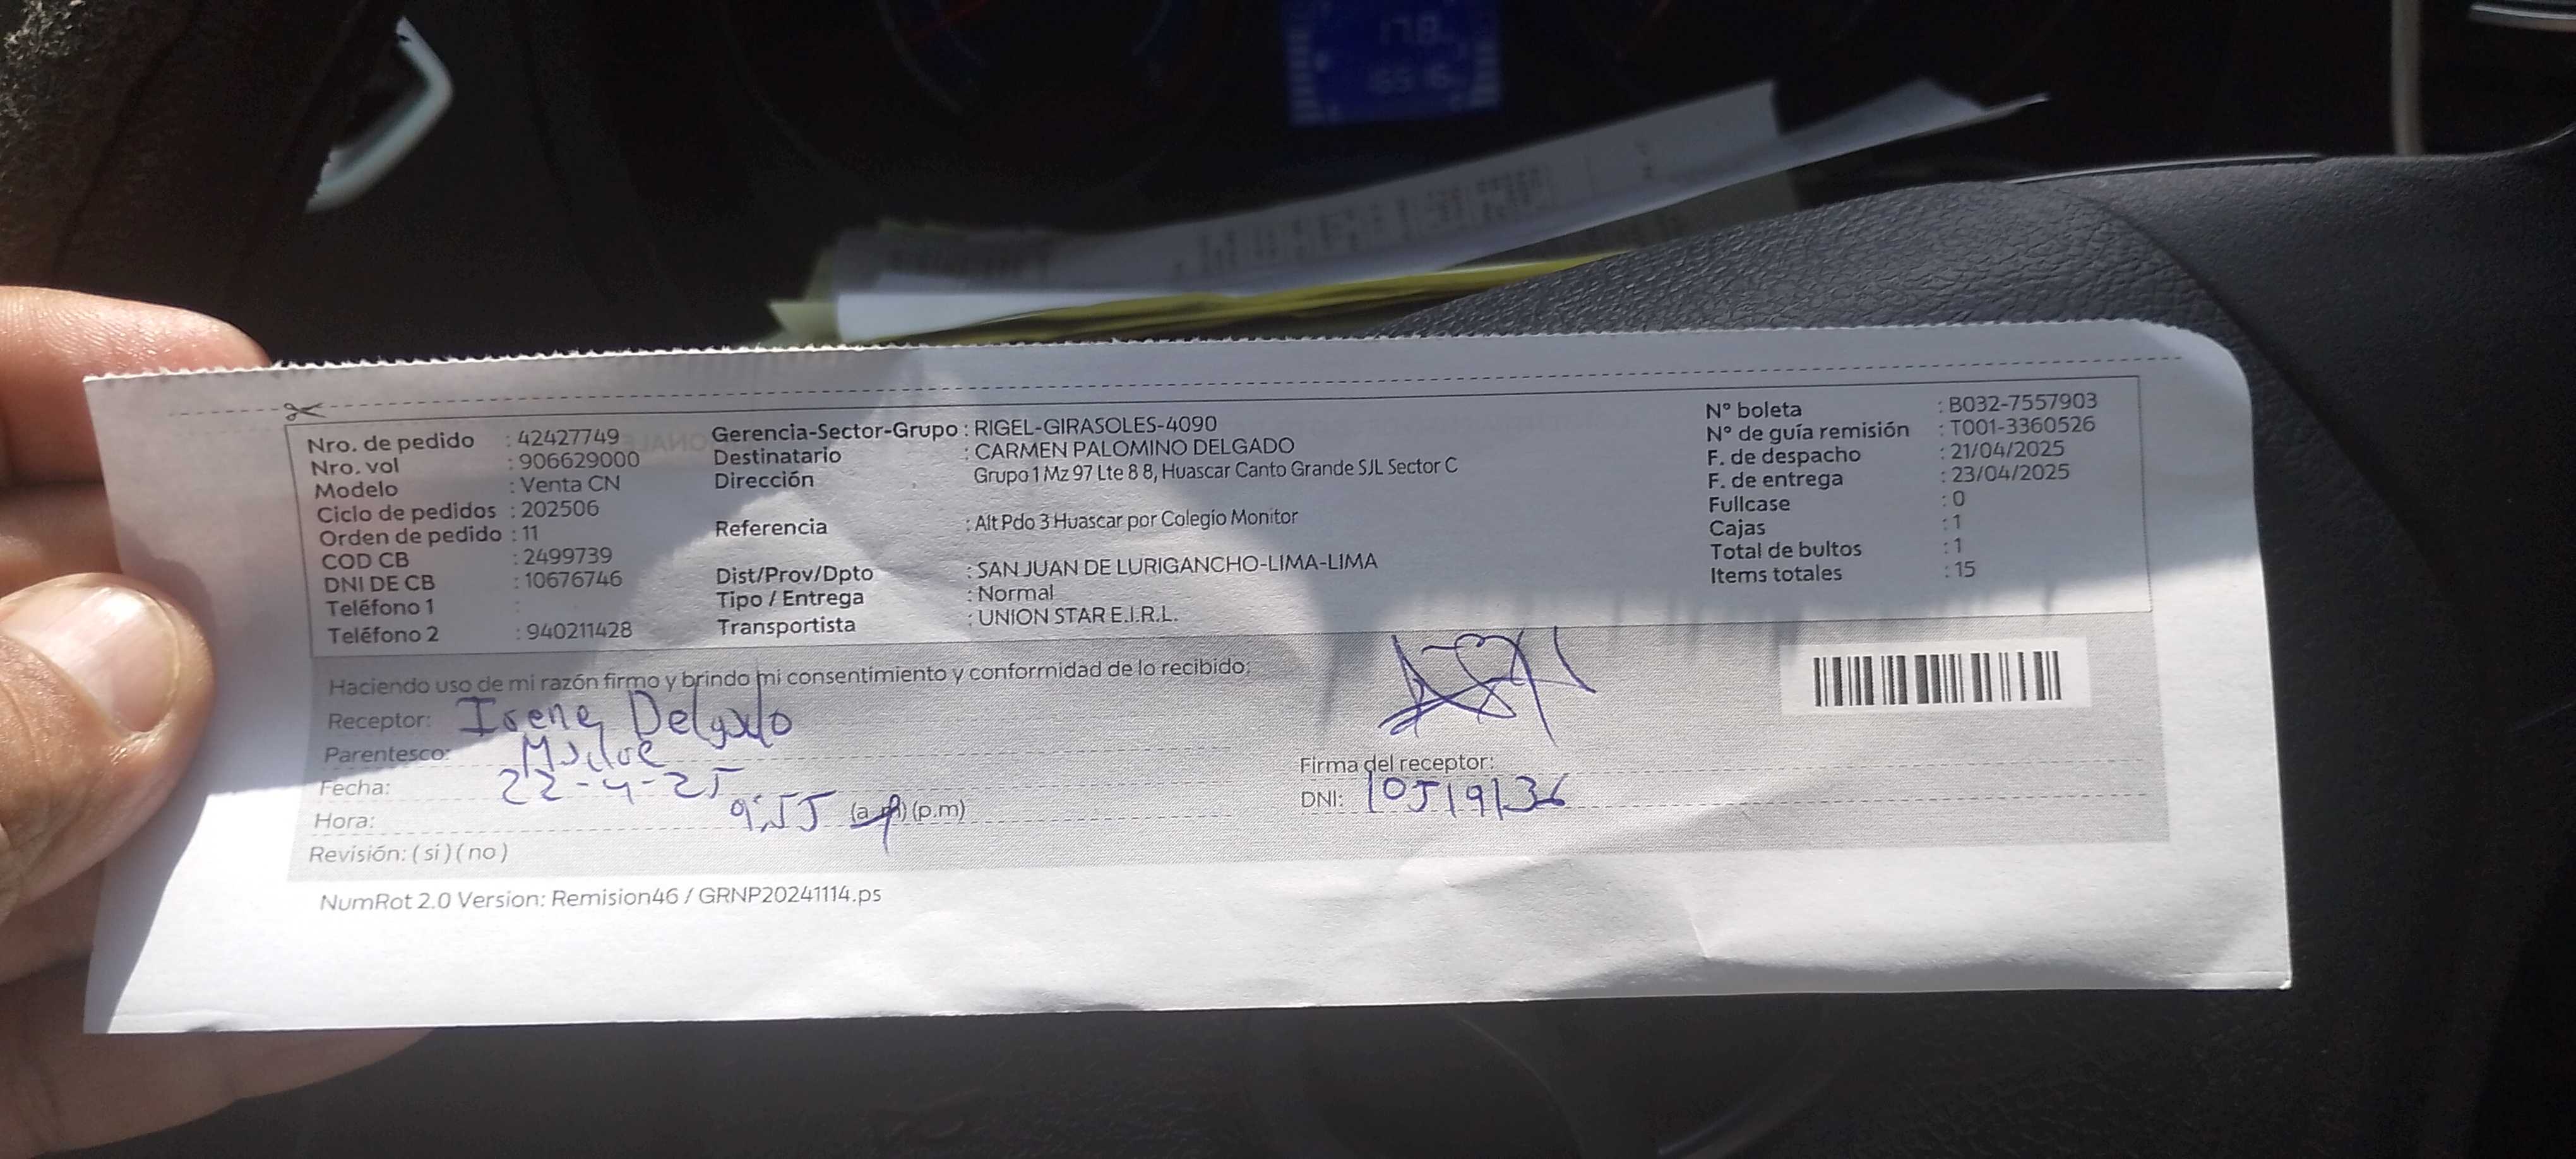 Nro. de pedido : 42427749
Nro. vol : 906629000
Modelo : Venta CN
Ciclo de pedidos : 202506
Orden de pedido : 11
COD CB : 2499739
DNI DE CB : 10676746
Teléfono 1 :
Teléfono 2 : 940211428
Gerencia-Sector-Grupo : RIGEL-GIRASOLES-4090
Destinatario : CARMEN PALOMINO DELGADO
Dirección Grupo 1 Mz 97 Lte 8 8, Huascar Canto Grande SJL Sector C
Referencia : Alt Pdo 3 Huascar por Colegio Monitor
Dist/Prov/Dpto : SAN JUAN DE LURIGANCHO-LIMA-LIMA
Tipo / Entrega : Normal
Transportista : UNION STAR E.I.R.L.
N° boleta : B032-7557903
N° de guía remisión : T001-3360526
F. de despacho : 21/04/2025
F. de entrega : 23/04/2025
Fullcase : 0
Cajas : 1
Total de bultos : 1
Items totales : 15
Haciendo uso de mi razón firmo y brindo mi consentimiento y conformidad de lo recibido;
Receptor: Irene Delgado
Parentesco: Madre
Fecha: 22-4-25
Hora: 9:55 (a.m) (p.m)
Revisión: ( si ) ( no )
Firma del receptor:
DNI: 10519136
NumRot 2.0 Version: Remision46 / GRNP20241114.ps